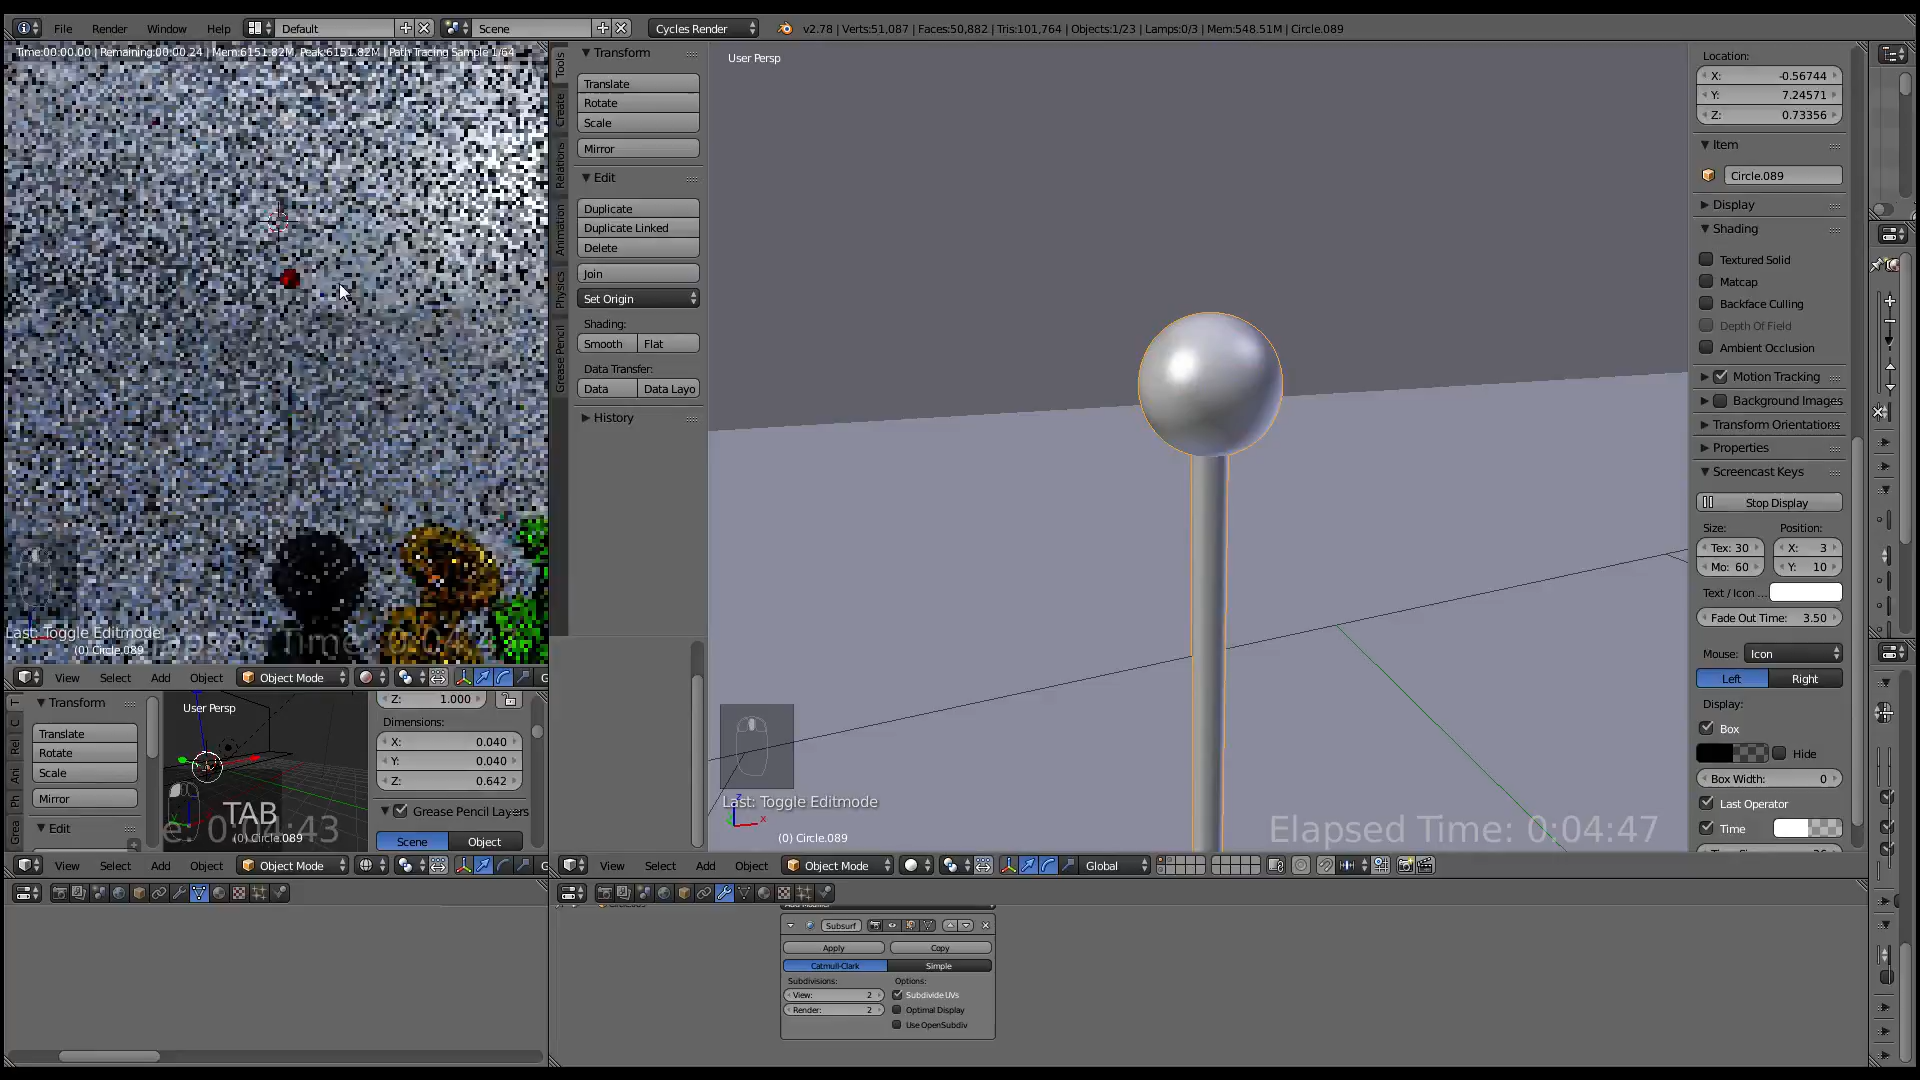 File Render Window Help Default Scene Cycles Render v2.78 | Verts:51,087 | Faces:50,882 | Tris:101,764 | Objects:1/23 | Lamps:0/3 | Mem:548.51M | Circle.089
Time:00:00.00 | Remaining:00:00.24 | Mem:6151.82M, Peak:6151.82M | Path Tracing Sample 1/64
Last: Toggle Editmode
(0) Circle.089
View Select Add Object Object Mode
Transform
Translate
Rotate
Scale
Mirror
Edit
User Persp
TAB
(0) Circle.089
Z: 1.000
Dimensions:
X: 0.040
Y: 0.040
Z: 0.642
Grease Pencil Layers
Scene Object
View Select Add Object Object Mode
Tools
Create
Relations
Animation
Physics
Grease Pencil
Transform
Translate
Rotate
Scale
Mirror
Edit
Duplicate
Duplicate Linked
Delete
Join
Set Origin
Shading:
Smooth Flat
Data Transfer:
Data Data Layo
History
User Persp
Last: Toggle Editmode
(0) Circle.089
Elapsed Time: 0:04:47
View Select Add Object Object Mode Global
Subsurf
Apply Copy
Catmull-Clark Simple
Subdivisions: Options:
View: 2 Subdivide UVs
Render: 2 Optimal Display
Use OpenSubdiv
Location:
X: -0.56744
Y: 7.24571
Z: 0.73356
Item
Circle.089
Display
Shading
Textured Solid
Matcap
Backface Culling
Depth Of Field
Ambient Occlusion
Motion Tracking
Background Images
Transform Orientations
Properties
Screencast Keys
Stop Display
Size: Position:
Tex: 30 X: 3
Mo: 60 Y: 10
Text / Icon ...
Fade Out Time: 3.50
Mouse: Icon
Left Right
Display:
Box
Hide
Box Width: 0
Last Operator
Time